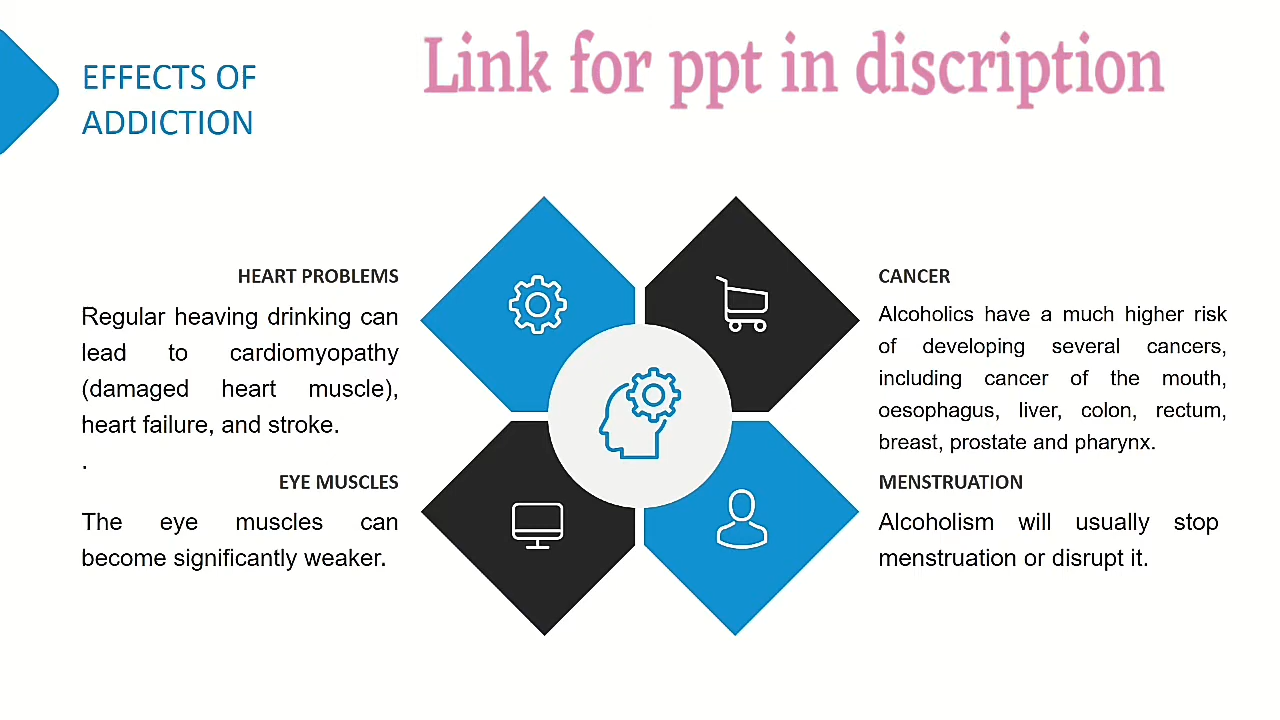 EFFECTS OF
ADDICTION
Link for ppt in discription
HEART PROBLEMS
Regular heaving drinking can
lead to cardiomyopathy
(damaged heart muscle),
heart failure, and stroke.
.
EYE MUSCLES
The eye muscles can
become significantly weaker.
CANCER
Alcoholics have a much higher risk
of developing several cancers,
including cancer of the mouth,
oesophagus, liver, colon, rectum,
breast, prostate and pharynx.
MENSTRUATION
Alcoholism will usually stop
menstruation or disrupt it.